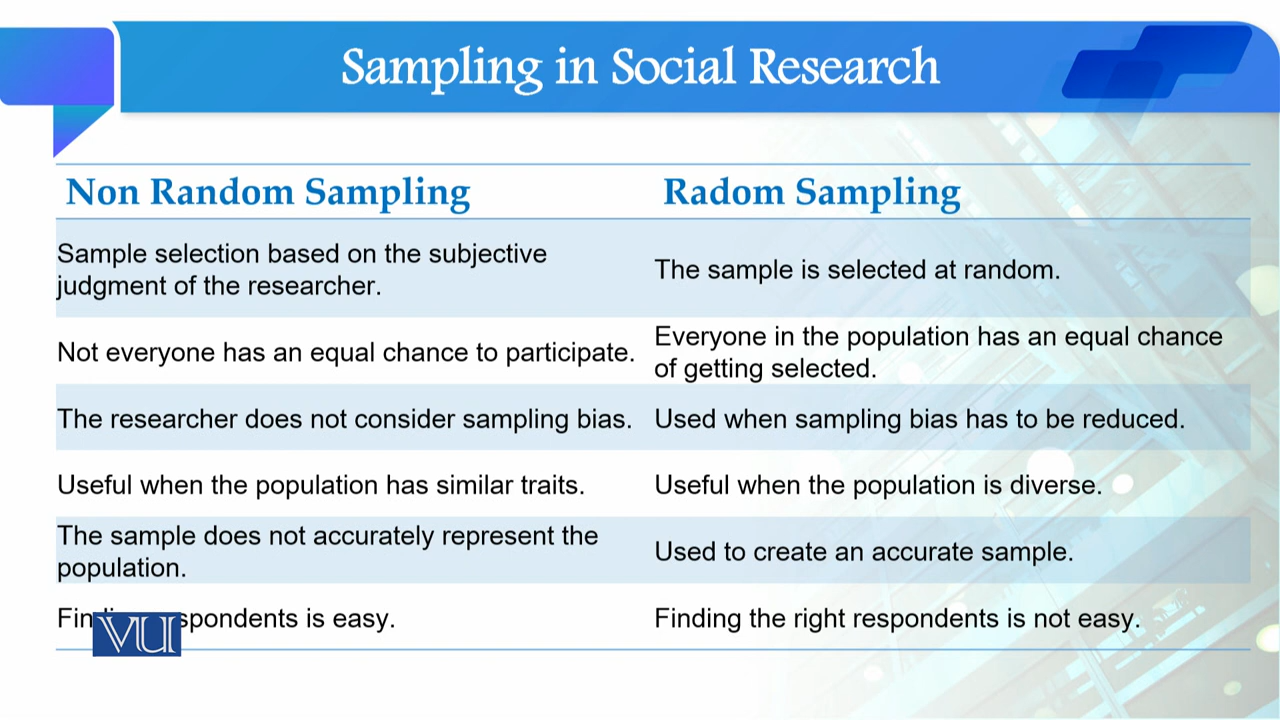 Sampling in Social Research
Non Random Sampling
Radom Sampling
Sample selection based on the subjective
judgment of the researcher.
The sample is selected at random.
Not everyone has an equal chance to participate.
Everyone in the population has an equal chance
of getting selected.
The researcher does not consider sampling bias.
Used when sampling bias has to be reduced.
Useful when the population has similar traits.
Useful when the population is diverse.
The sample does not accurately represent the
population.
Used to create an accurate sample.
is easy.
Finding the right respondents is not easy.
VU